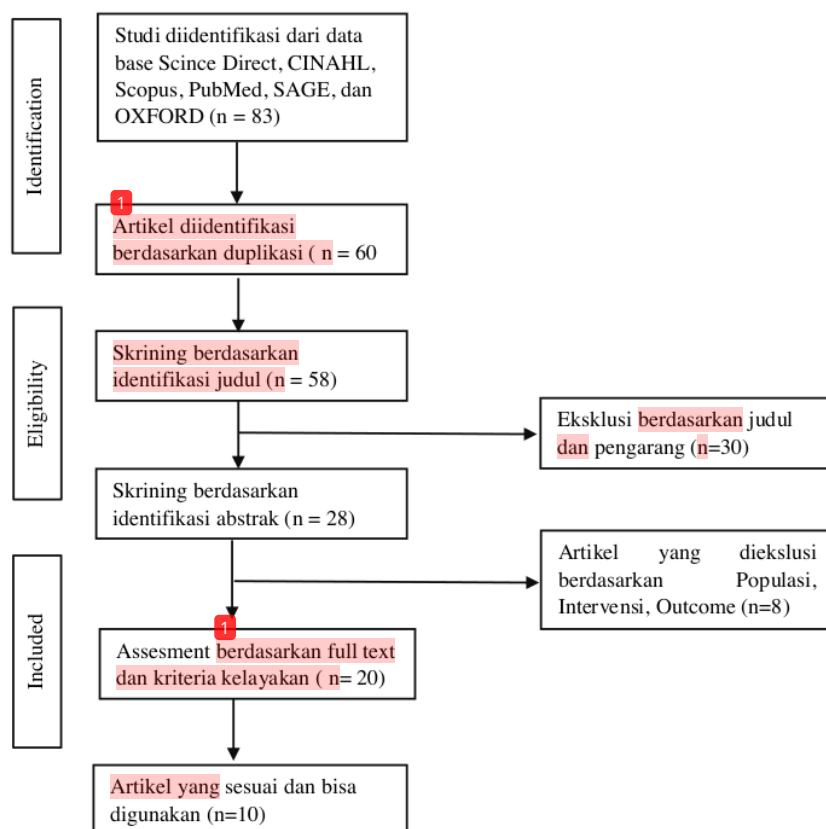 Identification
Studi diidentifikasi dari data
base Scince Direct, CINAHL,
Scopus, PubMed, SAGE, dan
OXFORD (n = 83)
1
Artikel diidentifikasi
berdasarkan duplikasi ( n = 60
Eligibility
Skrining berdasarkan
identifikasi judul (n = 58)
Eksklusi berdasarkan judul
dan pengarang (n=30)
Skrining berdasarkan
identifikasi abstrak (n = 28)
Artikel yang diekslusi
berdasarkan Populasi,
Intervensi, Outcome (n=8)
Included
1
Assesment berdasarkan full text
dan kriteria kelayakan ( n= 20)
Artikel yang sesuai dan bisa
digunakan (n=10)